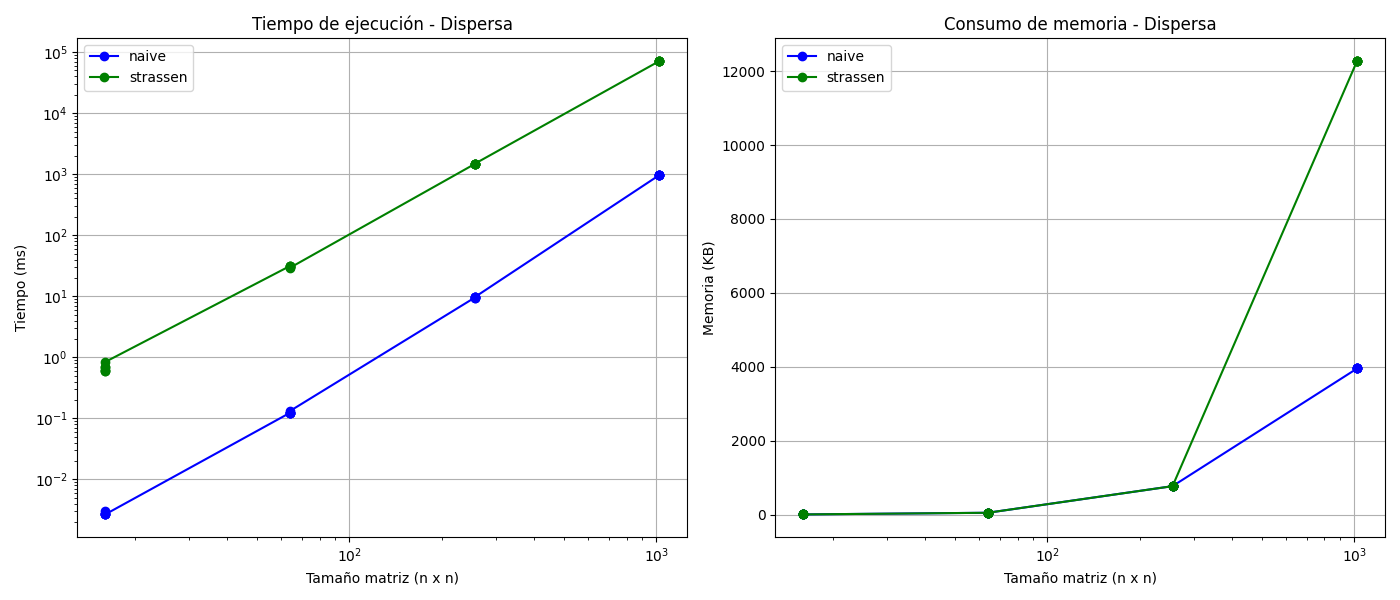 Tiempo de ejecución - Dispersa
naive
strassen
10^5
10^4
10^3
10^2
10^1
10^0
10^-1
10^-2
Tiempo (ms)
10^2
10^3
Tamaño matriz (n x n)
Consumo de memoria - Dispersa
naive
strassen
12000
10000
8000
6000
4000
2000
0
Memoria (KB)
10^2
10^3
Tamaño matriz (n x n)